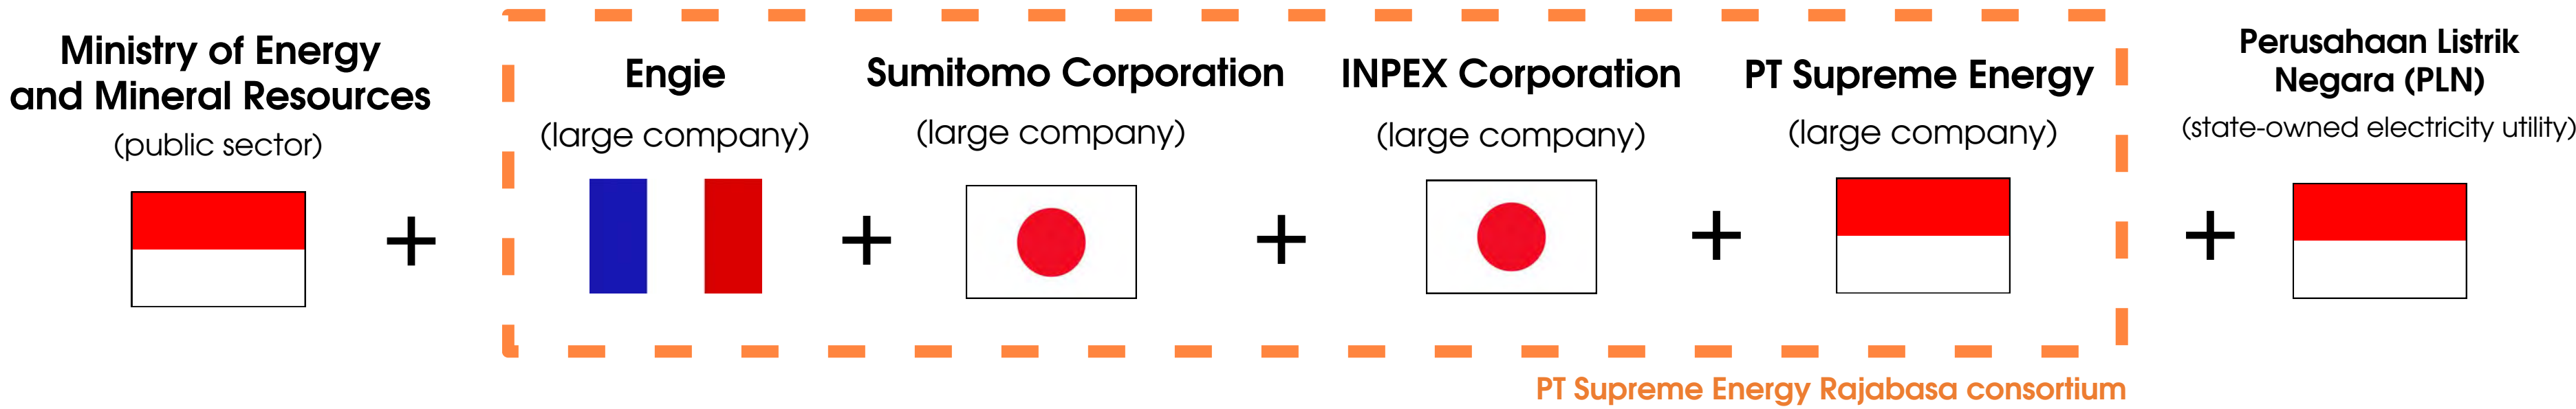 Ministry of Energy
and Mineral Resources
(public sector)
+
Engie
(large company)
+
Sumitomo Corporation
(large company)
+
INPEX Corporation
(large company)
+
PT Supreme Energy
(large company)
+
Perusahaan Listrik
Negara (PLN)
(state-owned electricity utility)
PT Supreme Energy Rajabasa consortium